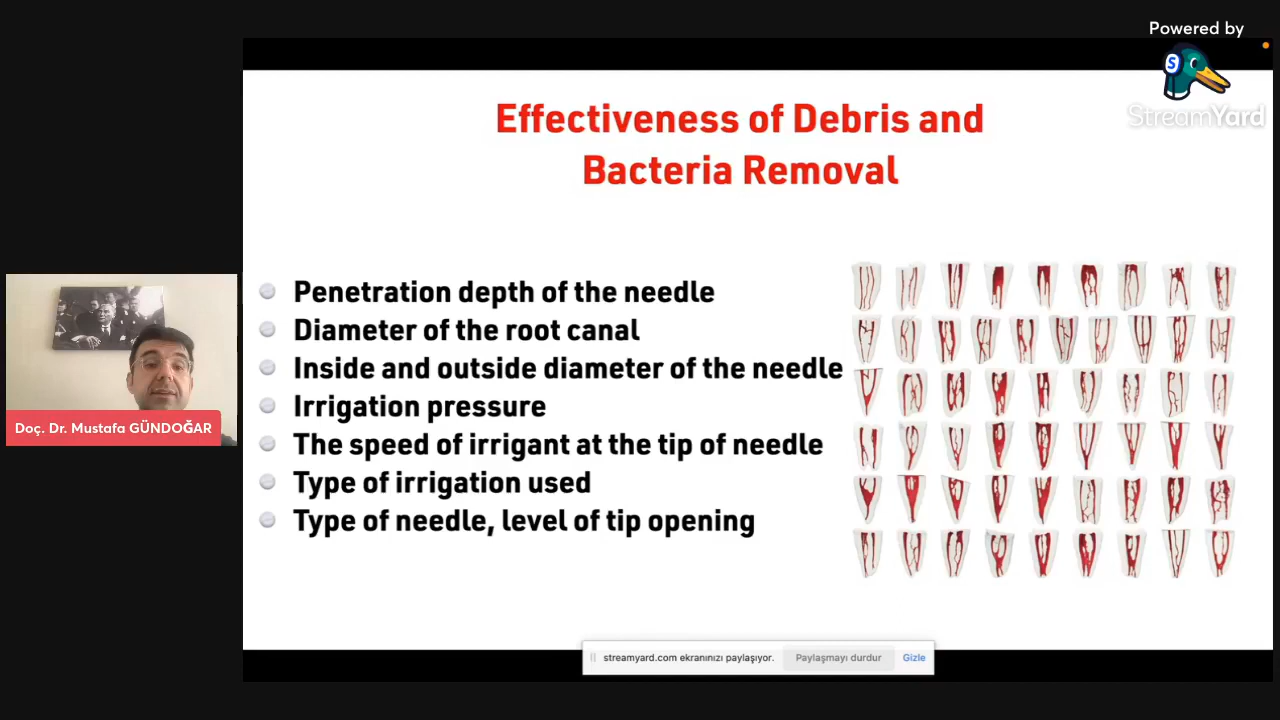 Powered by
StreamYard
Effectiveness of Debris and
Bacteria Removal
Penetration depth of the needle
Diameter of the root canal
Inside and outside diameter of the needle
Irrigation pressure
The speed of irrigant at the tip of needle
Type of irrigation used
Type of needle, level of tip opening
Doç. Dr. Mustafa GÜNDOĞAR
streamyard.com ekranınızı paylaşıyor. Paylaşmayı durdur Gizle